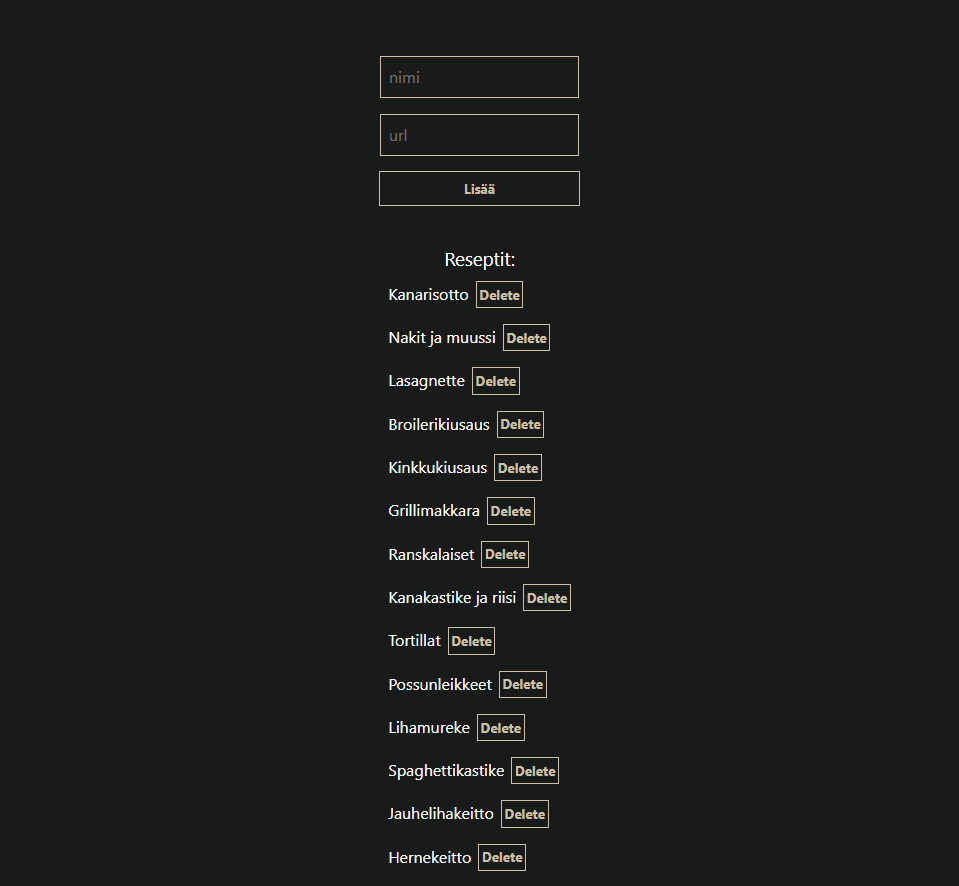 nimi
url
Lisää
Reseptit:
Kanarisotto Delete
Nakit ja muussi Delete
Lasagnette Delete
Broilerikiusaus Delete
Kinkkukiusaus Delete
Grillimakkara Delete
Ranskalaiset Delete
Kanakastike ja riisi Delete
Tortillat Delete
Possunleikkeet Delete
Lihamureke Delete
Spaghettikastike Delete
Jauhelihakeitto Delete
Hernekeitto Delete